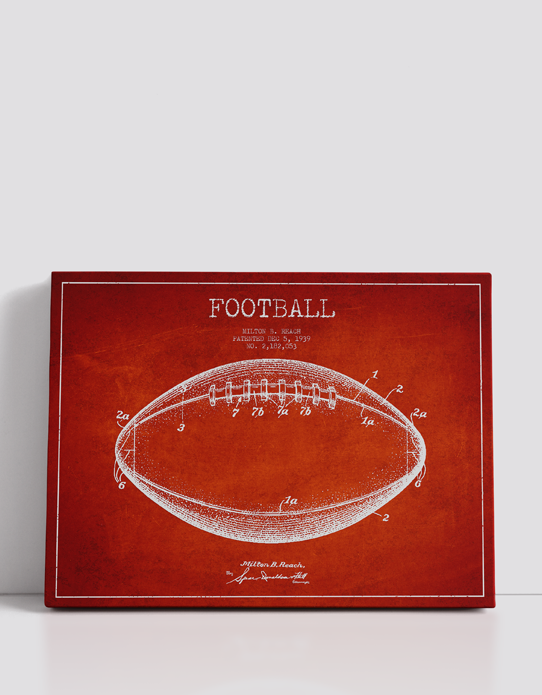 FOOTBALL
MILTON B. REACH
PATENTED DEC 5, 1939
NO. 2,182,053
1
2
2a
2a
1a
7 7b 7a 7b
3
6
6
1a
2
Milton B. Reach,
By